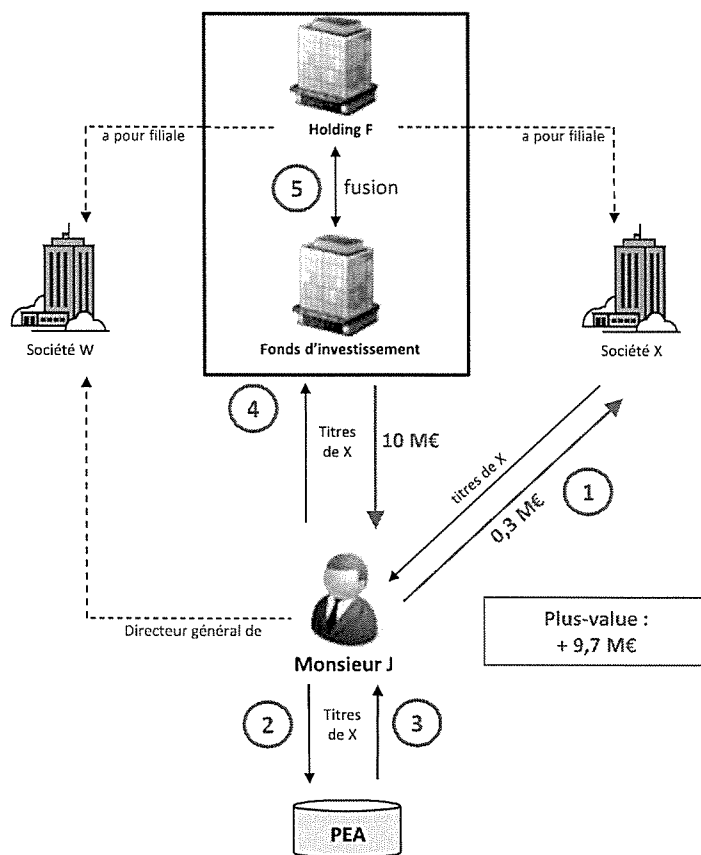 Holding F
a pour filiale
a pour filiale
5
fusion
Société W
Fonds d'investissement
Société X
4
Titres
de X
10 M€
titres de X
0,3 M€
1
Directeur général de
Monsieur J
Plus-value :
+ 9,7 M€
2
Titres
de X
3
PEA